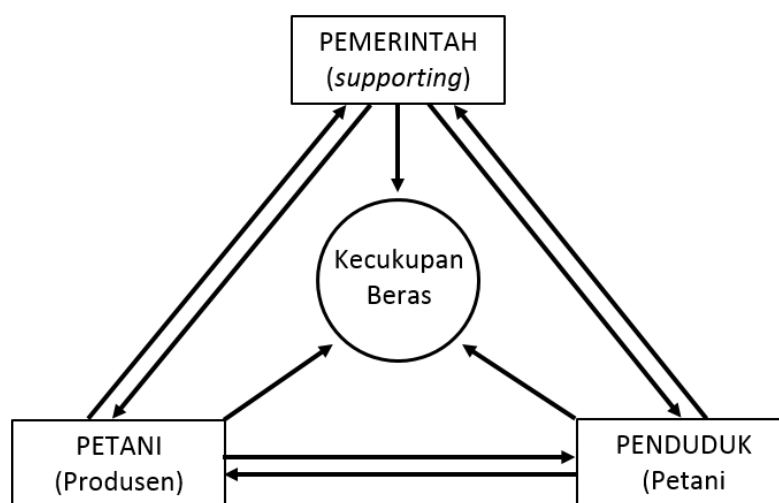 PEMERINTAH
(supporting)
Kecukupan
Beras
PETANI
(Produsen)
PENDUDUK
(Petani